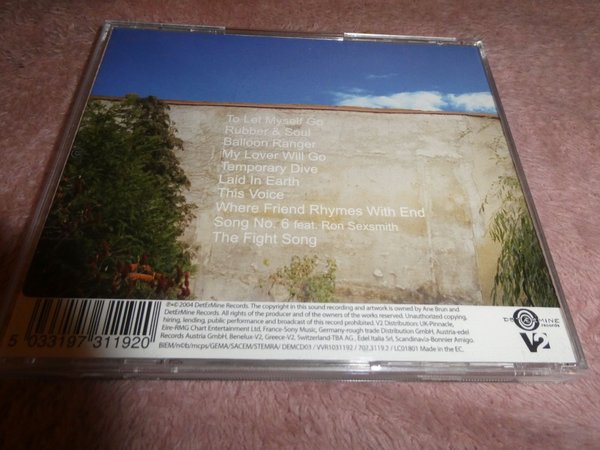 To Let Myself Go
Rubber & Soul
Balloon Ranger
My Lover Will Go
Temporary Dive
Laid In Earth
This Voice
Where Friend Rhymes With End
Song No. 6 feat. Ron Sexsmith
The Fight Song
℗+© 2004 DetErMine Records. The copyright in this sound recording and artwork is owned by Ane Brun and
DetErMine Records. All rights of the producer and of the owners of the works reserved. Unauthorized copying,
hiring, lending, public performance and broadcast of this record prohibited. V2 Distribution: UK-Pinnacle,
Eire-RMG Chart Entertainment Ltd, France-Sony Music, Germany-rough trade Distribution GmbH, Austria-edel
Records Austria GmbH, Benelux-V2, Greece-V2, Switzerland-TBA AG, Edel Italia Srl, Scandinavia-Bonnier Amigo.
BIEM/n©b/mcps/GEMA/SACEM/STEMRA/ DEMCD03 / VVR1031192 / 202.3119.2 / LC01801 Made in the EC.
5 033197 311920
DETERMINE
records
V2